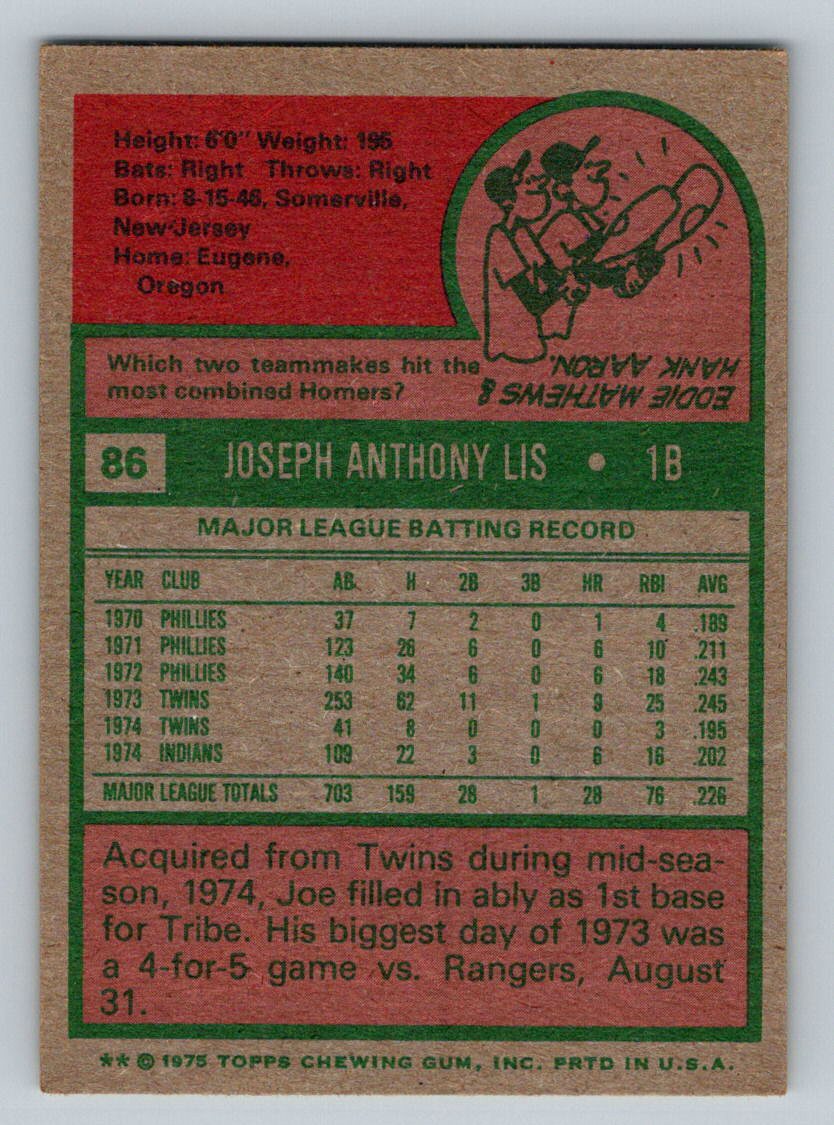 Height: 6'0" Weight: 195
Bats: Right Throws: Right
Born: 8-15-46, Somerville,
New Jersey
Home: Eugene,
Oregon
Which two teammakes hit the
most combined Homers?
EDDIE MATHEWS &
HANK AARON.
86 JOSEPH ANTHONY LIS • 1B
MAJOR LEAGUE BATTING RECORD
YEAR CLUB AB. H 2B 3B HR RBI AVG
1970 PHILLIES 37 7 2 0 1 4 .189
1971 PHILLIES 123 26 6 0 6 10 .211
1972 PHILLIES 140 34 6 0 6 18 .243
1973 TWINS 253 62 11 1 9 25 .245
1974 TWINS 41 8 0 0 0 3 .195
1974 INDIANS 109 22 3 0 6 16 .202
MAJOR LEAGUE TOTALS 703 159 28 1 28 76 .226
Acquired from Twins during mid-sea-
son, 1974, Joe filled in ably as 1st base
for Tribe. His biggest day of 1973 was
a 4-for-5 game vs. Rangers, August
31.
** © 1975 TOPPS CHEWING GUM, INC. PRTD IN U.S.A.